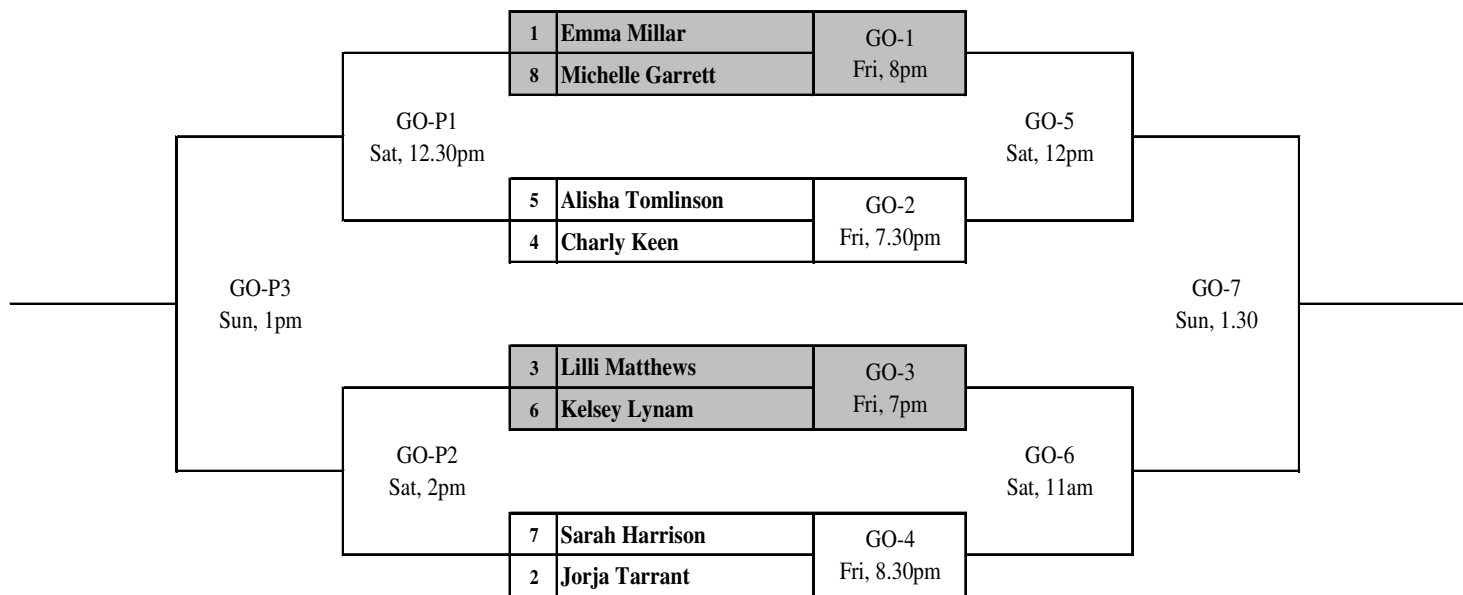 1 Emma Millar GO-1
8 Michelle Garrett Fri, 8pm
GO-P1 GO-5
Sat, 12.30pm Sat, 12pm
5 Alisha Tomlinson GO-2
4 Charly Keen Fri, 7.30pm
GO-P3 GO-7
Sun, 1pm Sun, 1.30
3 Lilli Matthews GO-3
6 Kelsey Lynam Fri, 7pm
GO-P2 GO-6
Sat, 2pm Sat, 11am
7 Sarah Harrison GO-4
2 Jorja Tarrant Fri, 8.30pm